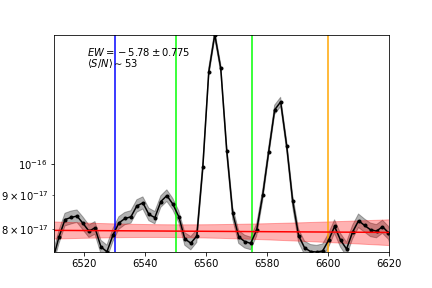 EW = −5.78 ± 0.775
⟨S/N⟩ ~ 53
10⁻¹⁶
9 × 10⁻¹⁷
8 × 10⁻¹⁷
6520 6540 6560 6580 6600 6620